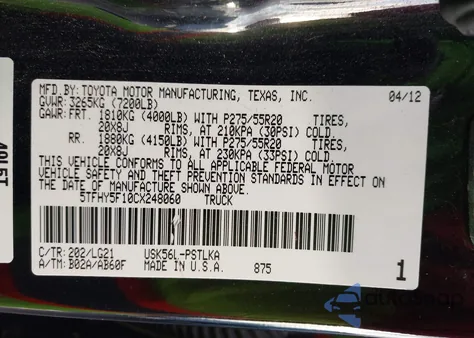 MFD.BY: TOYOTA MOTOR MANUFACTURING, TEXAS, INC. 04/12
GVWR: 3265KG (7200LB)
GAWR: FRT. 1810KG (4000LB) WITH P275/55R20 TIRES,
20X8J RIMS, AT 210KPA (30PSI) COLD.
RR. 1880KG (4150LB) WITH P275/55R20 TIRES,
20X8J RIMS, AT 230KPA (33PSI) COLD.
THIS VEHICLE CONFORMS TO ALL APPLICABLE FEDERAL MOTOR
VEHICLE SAFETY AND THEFT PREVENTION STANDARDS IN EFFECT ON
THE DATE OF MANUFACTURE SHOWN ABOVE.
5TFHY5F10CX248060 TRUCK
C/TR: 202/LG21 USK56L-PSTLKA
A/TM: B02A/AB60F MADE IN U.S.A. 875 1